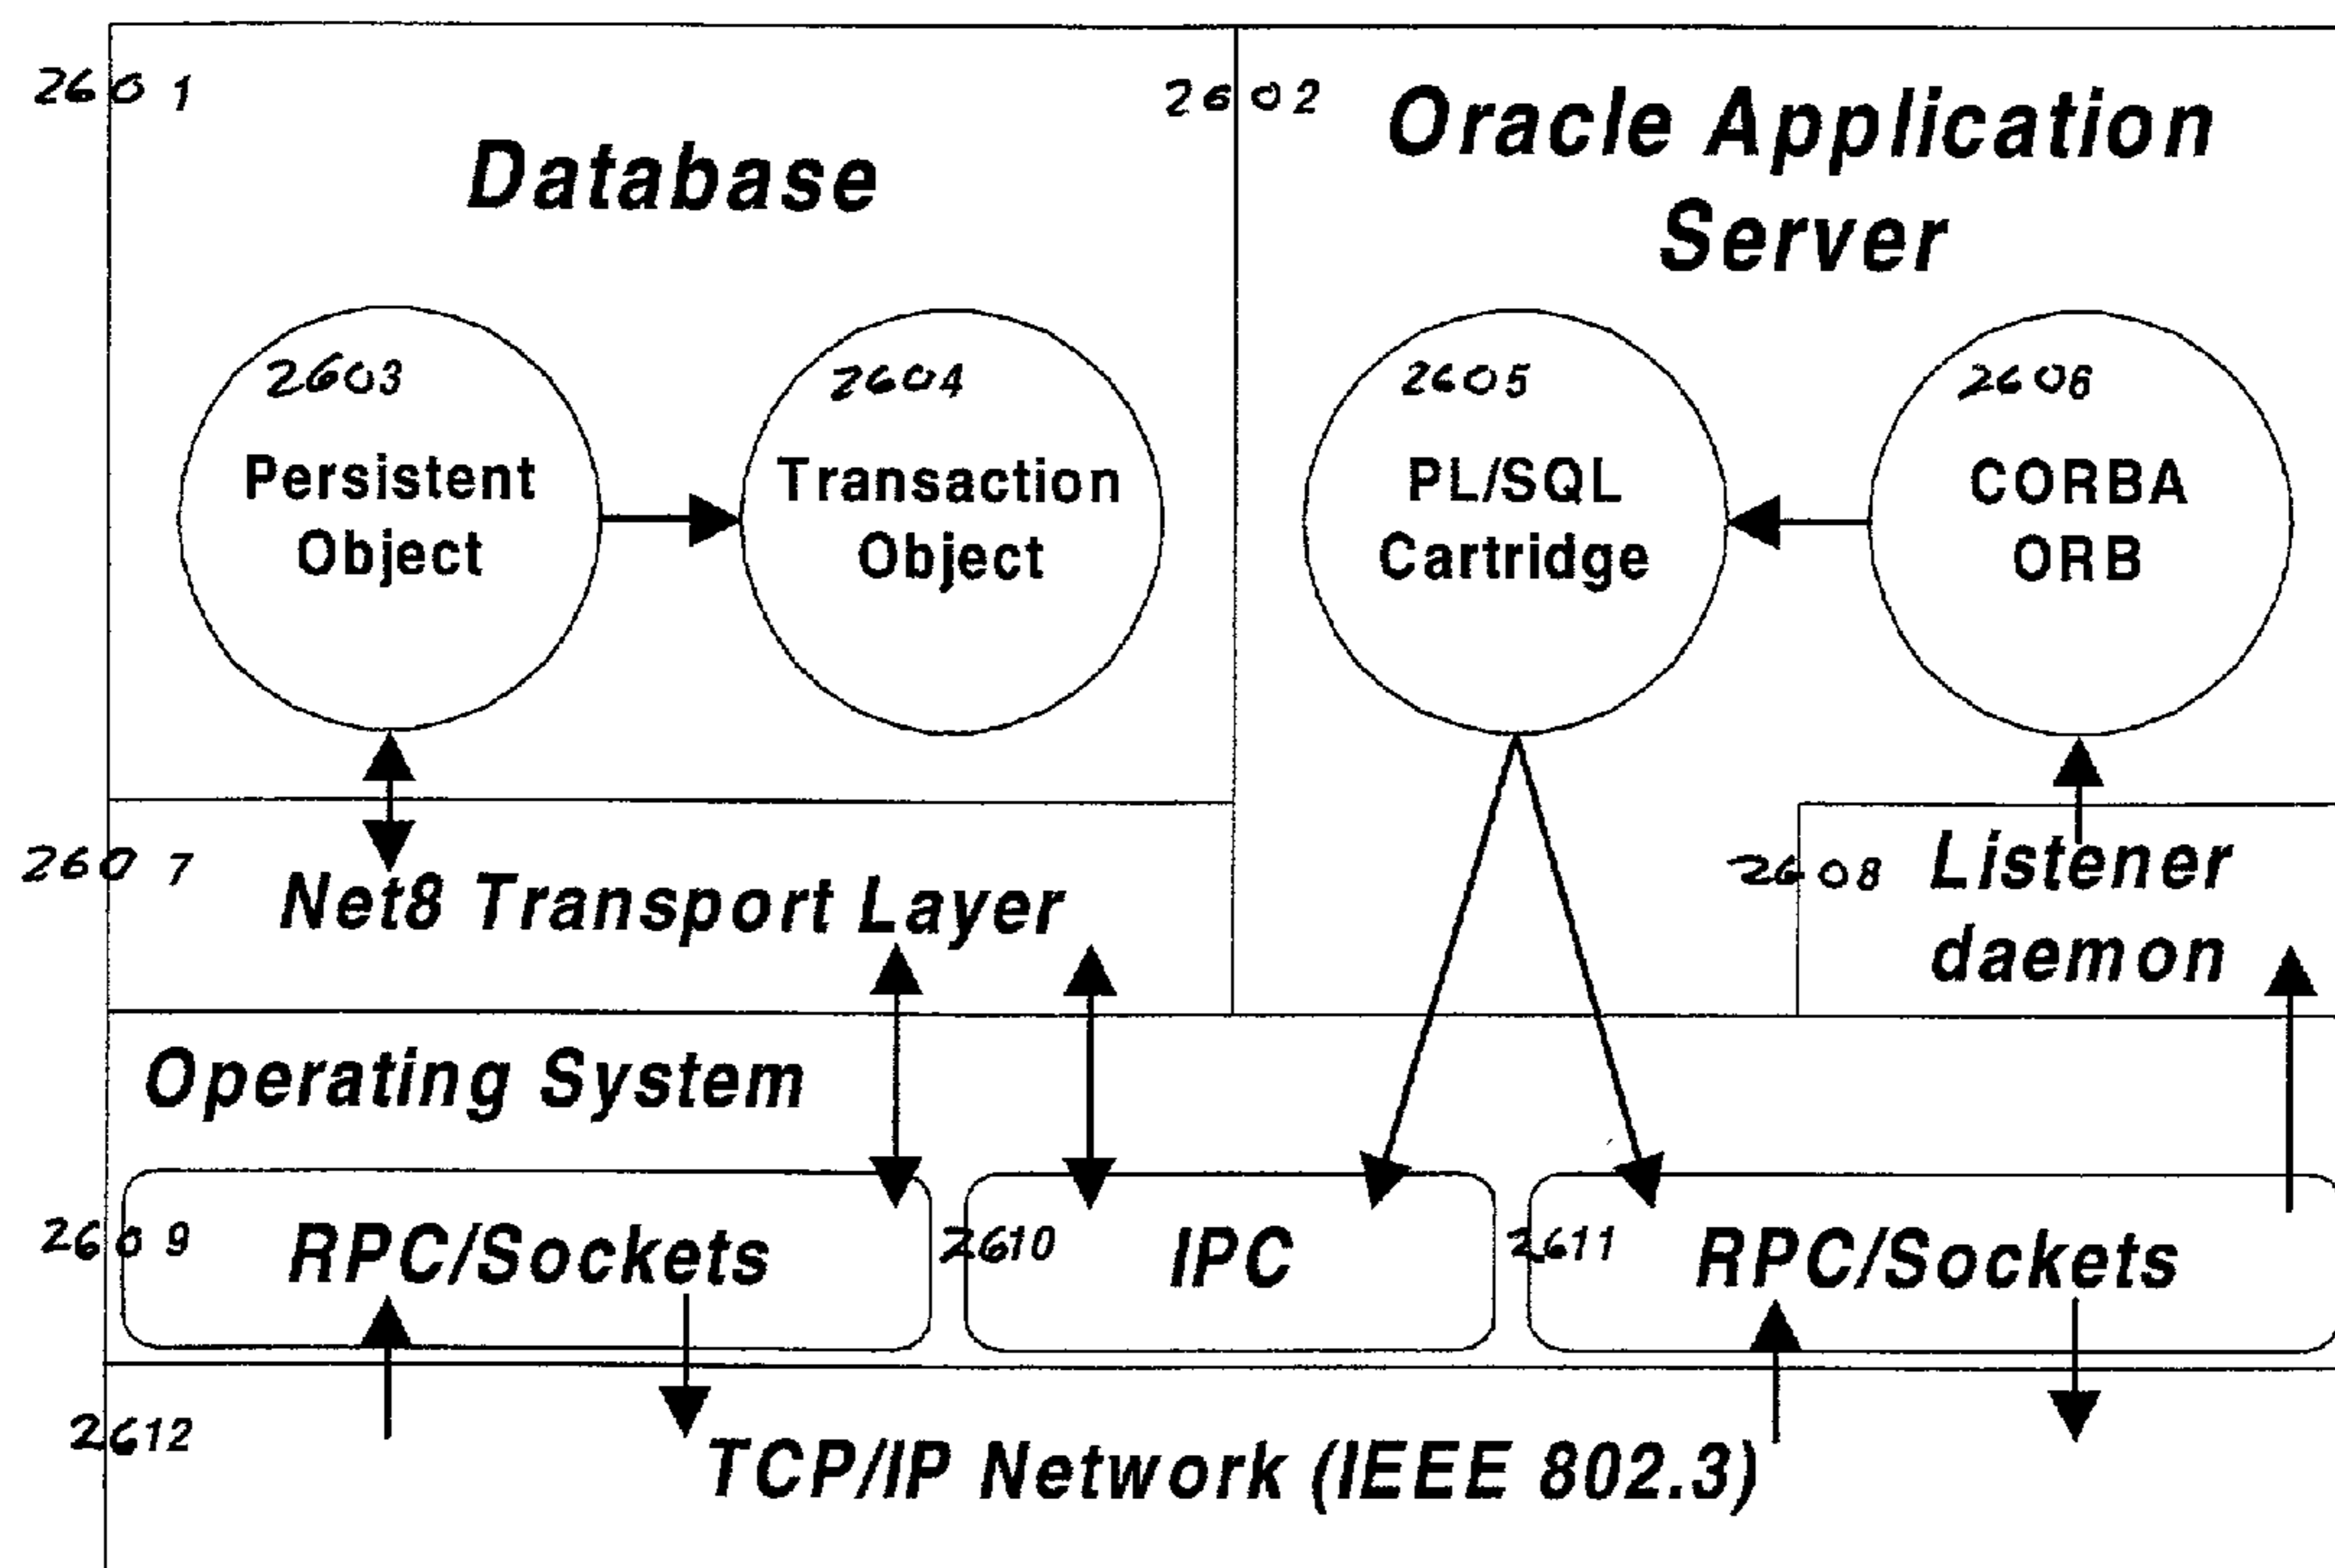 2601
Database
2602
Oracle Application
Server
2603
Persistent
Object
2604
Transaction
Object
2605
PL/SQL
Cartridge
2606
CORBA
ORB
2607
Net8 Transport Layer
2608
Listener
daemon
Operating System
2609
RPC/Sockets
2610
IPC
2611
RPC/Sockets
2612
TCP/IP Network (IEEE 802.3)